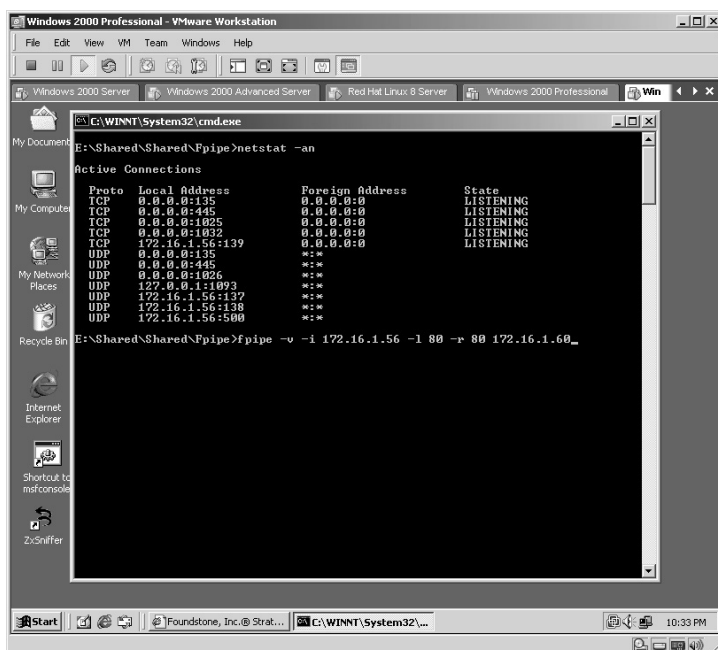 Windows 2000 Professional - VMware Workstation
File Edit View VM Team Windows Help
Windows 2000 Server Windows 2000 Advanced Server Red Hat Linux 8 Server Windows 2000 Professional Win
My Document
My Computer
My Network
Places
Recycle Bin
Internet
Explorer
Shortcut to
msfconsole
ZxSniffer
C:\WINNT\System32\cmd.exe
E:\Shared\Shared\Fpipe>netstat -an
Active Connections
Proto Local Address Foreign Address State
TCP 0.0.0.0:135 0.0.0.0:0 LISTENING
TCP 0.0.0.0:445 0.0.0.0:0 LISTENING
TCP 0.0.0.0:1025 0.0.0.0:0 LISTENING
TCP 0.0.0.0:1032 0.0.0.0:0 LISTENING
TCP 172.16.1.56:139 0.0.0.0:0 LISTENING
UDP 0.0.0.0:135 *:*
UDP 0.0.0.0:445 *:*
UDP 0.0.0.0:1026 *:*
UDP 127.0.0.1:1093 *:*
UDP 172.16.1.56:137 *:*
UDP 172.16.1.56:138 *:*
UDP 172.16.1.56:500 *:*
E:\Shared\Shared\Fpipe>fpipe -v -i 172.16.1.56 -l 80 -r 80 172.16.1.60_
Start Foundstone, Inc.® Strat... C:\WINNT\System32\... 10:33 PM